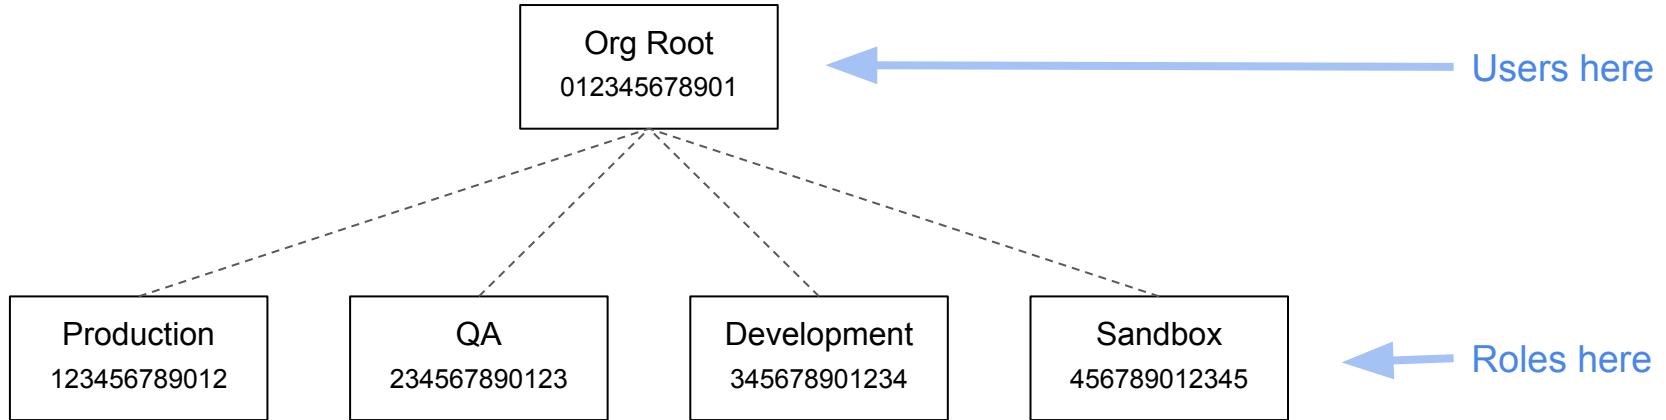 Org Root
012345678901
Users here
Production
123456789012
QA
234567890123
Development
345678901234
Sandbox
456789012345
Roles here